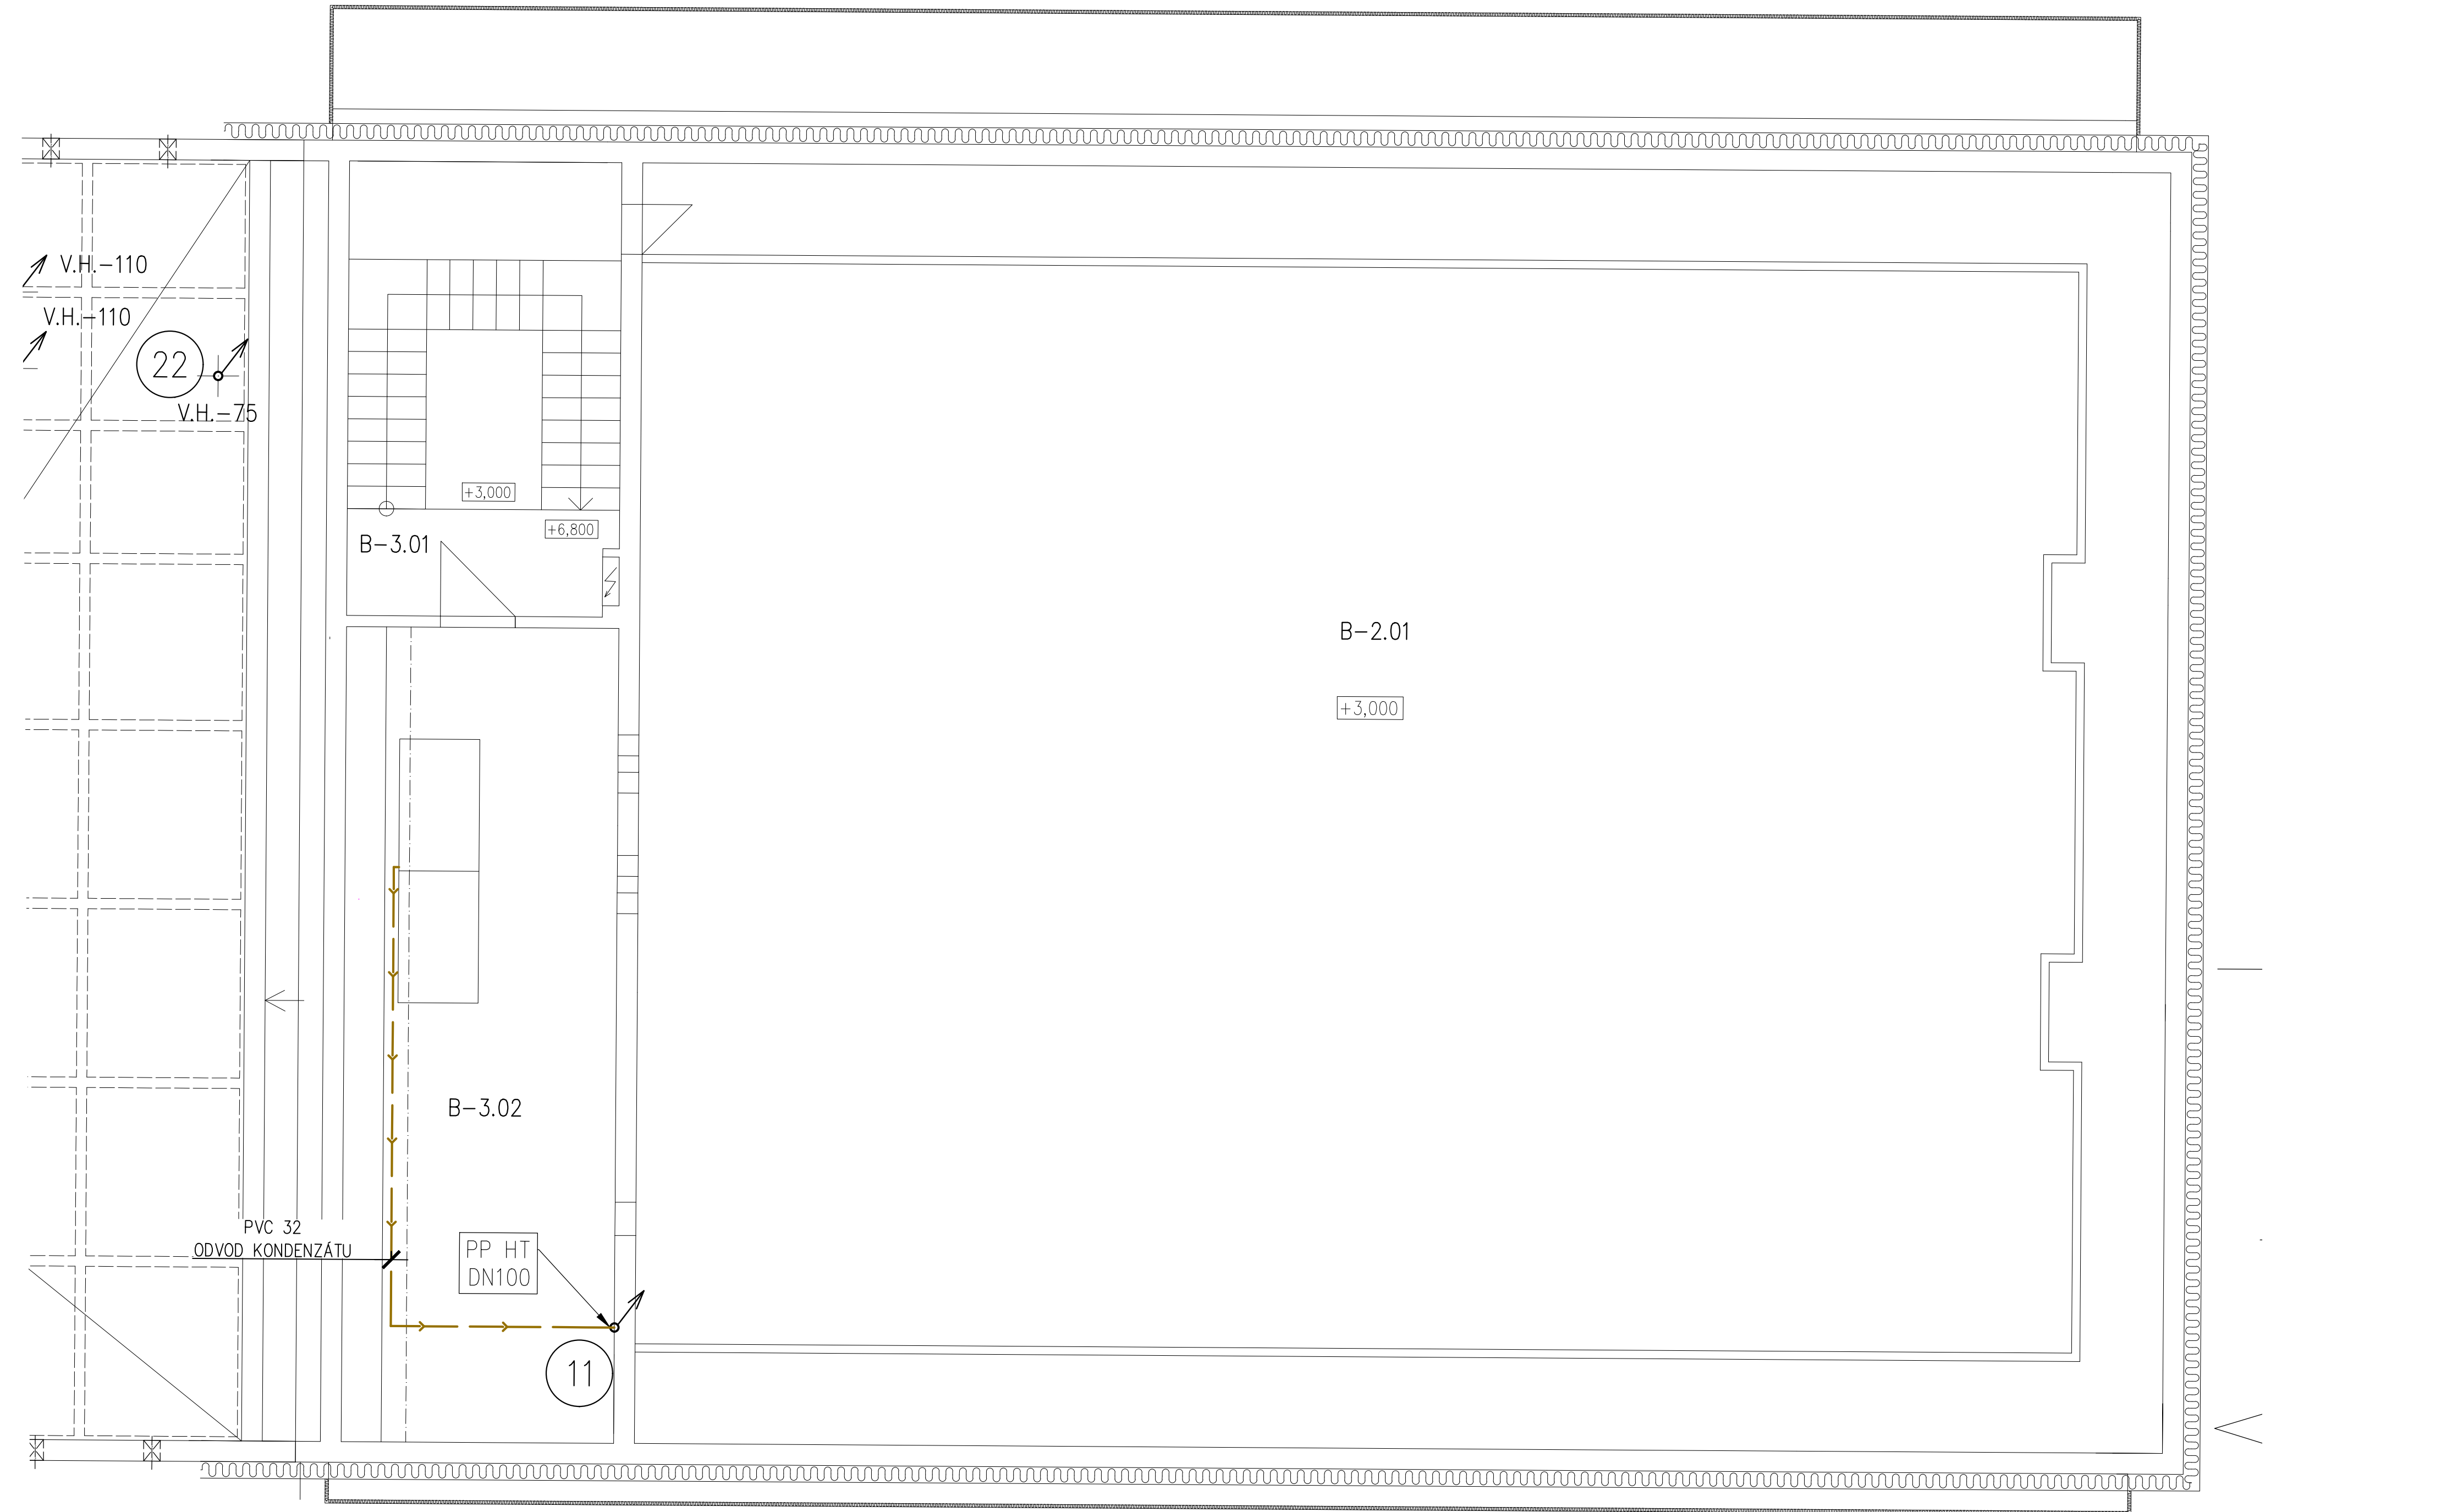 V.H.-110
V.H.-110
22
V.H.-75
+3,000
+6,800
B-3.01
B-2.01
+3,000
B-3.02
PVC 32
ODVOD KONDENZÁTU
PP HT
DN100
11